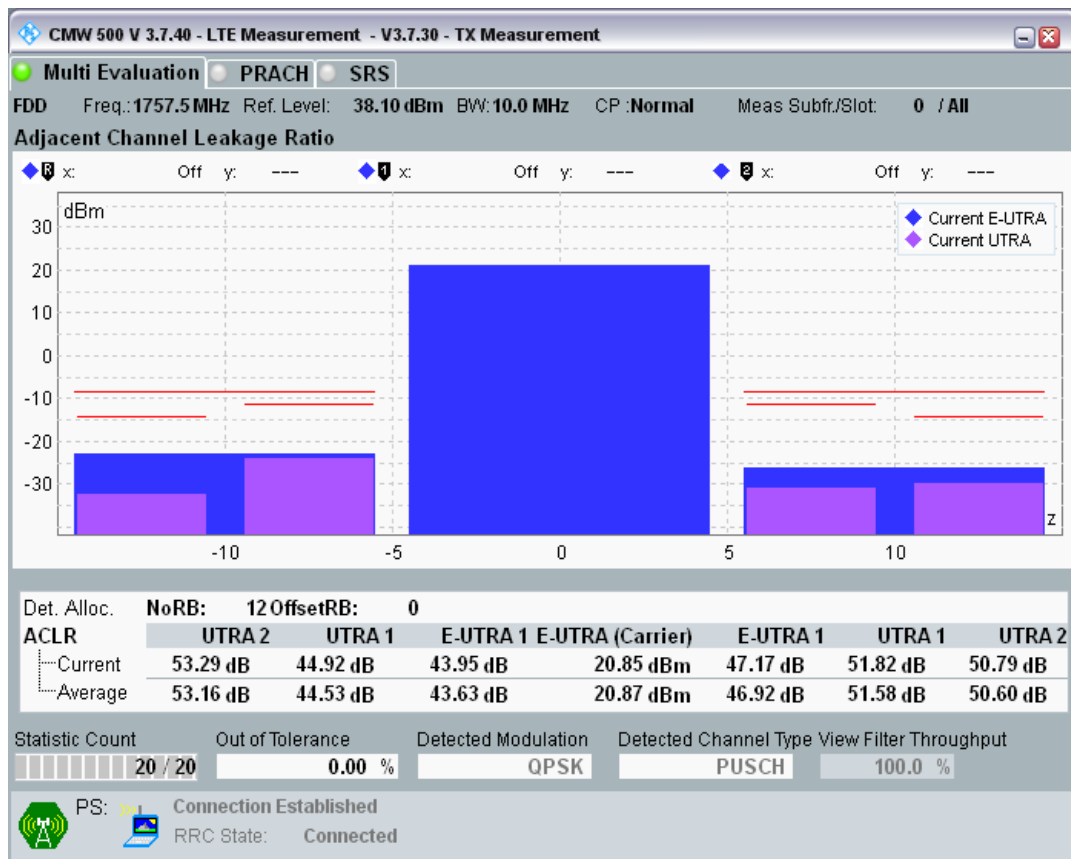 CMW 500 V 3.7.40 - LTE Measurement - V3.7.30 - TX Measurement
Multi Evaluation PRACH SRS
FDD Freq.:1757.5 MHz Ref. Level: 38.10 dBm BW:10.0 MHz CP :Normal Meas Subfr./Slot: 0 / All
Adjacent Channel Leakage Ratio
R x: Off y: --- 1 x: Off y: --- 2 x: Off y: ---
dBm
Current E-UTRA
Current UTRA
30
20
10
0
-10
-20
-30
z
-10 -5 0 5 10
Det. Alloc. NoRB: 12 OffsetRB: 0
ACLR UTRA 2 UTRA 1 E-UTRA 1 E-UTRA (Carrier) E-UTRA 1 UTRA 1 UTRA 2
Current 53.29 dB 44.92 dB 43.95 dB 20.85 dBm 47.17 dB 51.82 dB 50.79 dB
Average 53.16 dB 44.53 dB 43.63 dB 20.87 dBm 46.92 dB 51.58 dB 50.60 dB
Statistic Count Out of Tolerance Detected Modulation Detected Channel Type View Filter Throughput
20 / 20 0.00 % QPSK PUSCH 100.0 %
PS: Connection Established
RRC State: Connected